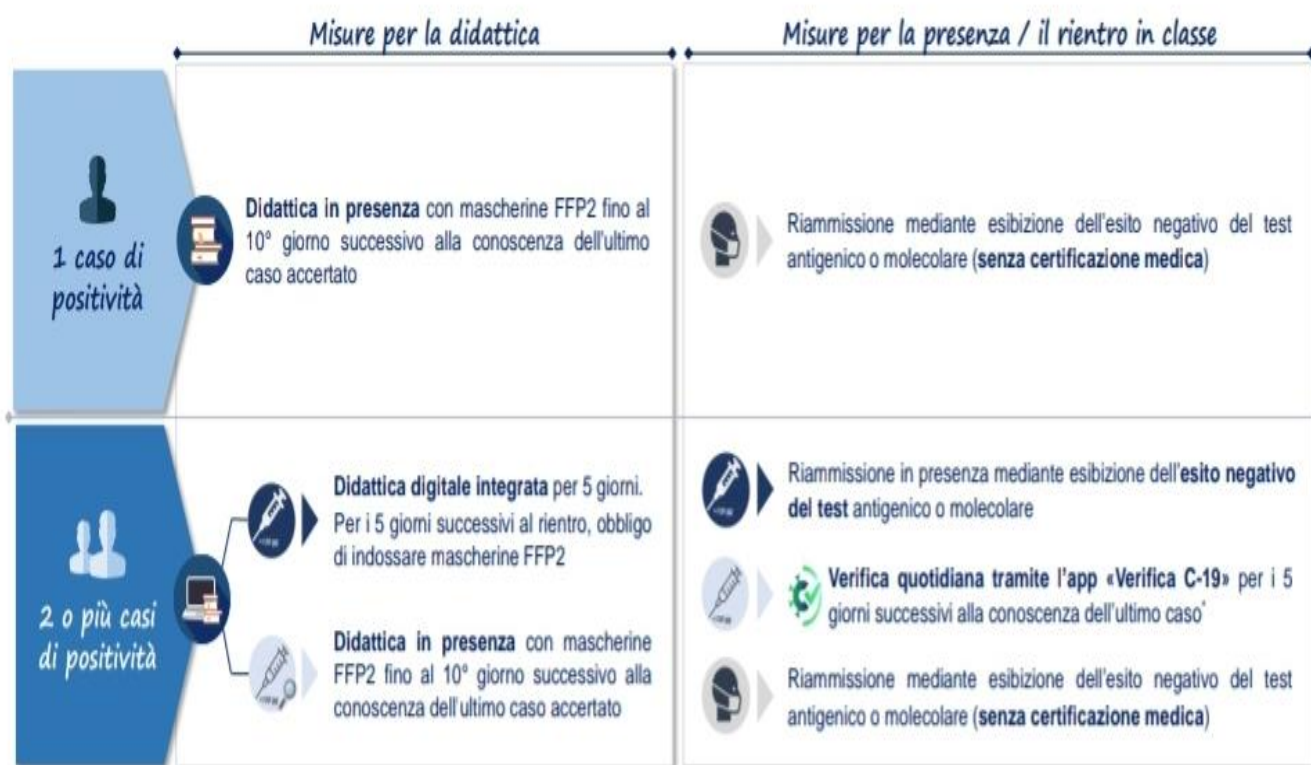 Misure per la didattica
Misure per la presenza / il rientro in classe
1 caso di
positività
Didattica in presenza con mascherine FFP2 fino al
10° giorno successivo alla conoscenza dell'ultimo
caso accertato
Riammissione mediante esibizione dell'esito negativo del test
antigenico o molecolare (senza certificazione medica)
2 o più casi
di positività
Didattica digitale integrata per 5 giorni.
Per i 5 giorni successivi al rientro, obbligo
di indossare mascherine FFP2
Didattica in presenza con mascherine
FFP2 fino al 10° giorno successivo alla
conoscenza dell'ultimo caso accertato
Riammissione in presenza mediante esibizione dell'esito negativo
del test antigenico o molecolare
Verifica quotidiana tramite l'app «Verifica C-19» per i 5
giorni successivi alla conoscenza dell'ultimo caso*
Riammissione mediante esibizione dell'esito negativo del test
antigenico o molecolare (senza certificazione medica)